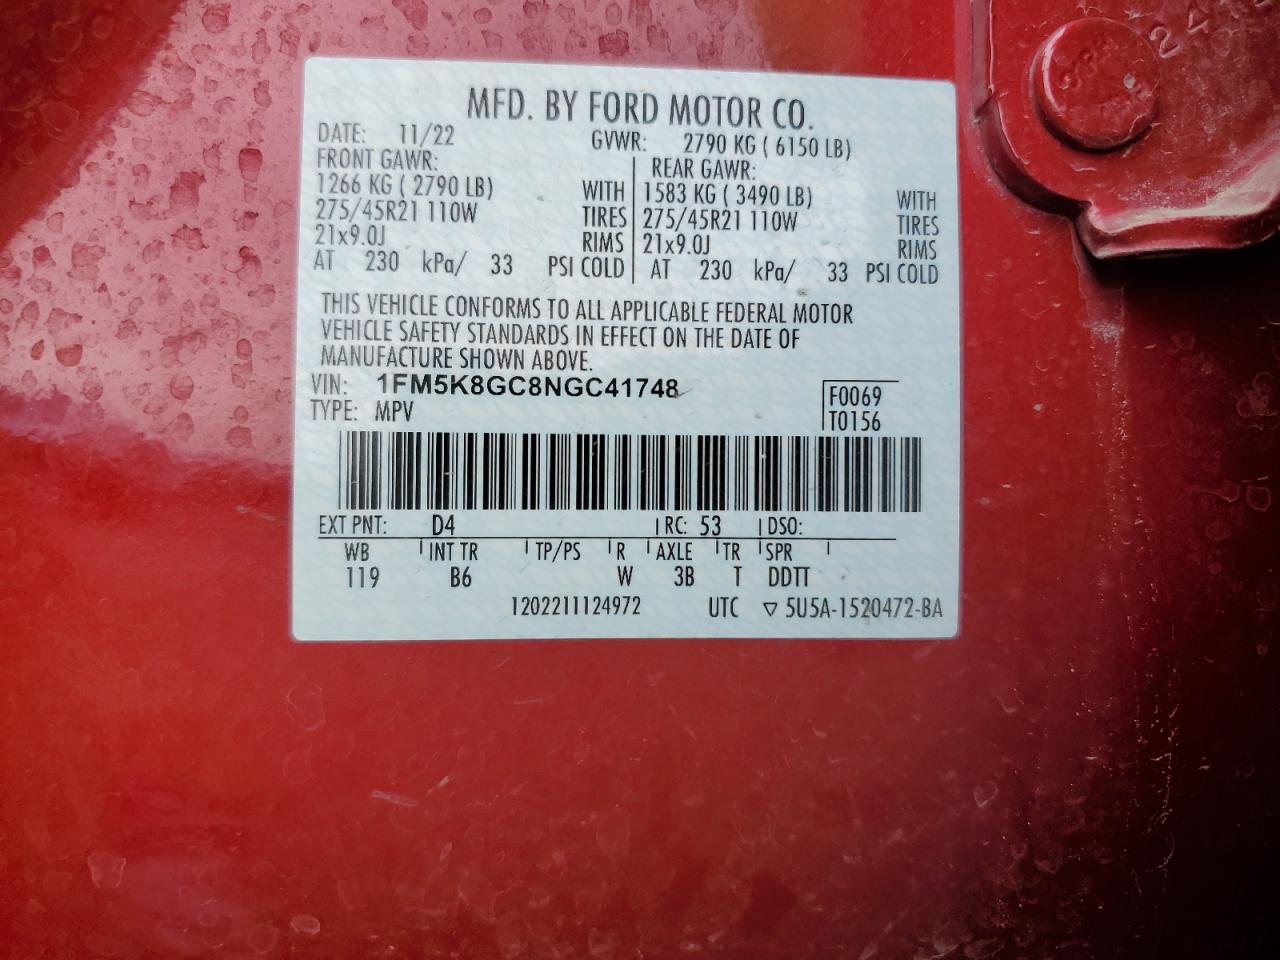 MFD. BY FORD MOTOR CO.
DATE: 11/22 GVWR: 2790 KG ( 6150 LB)
FRONT GAWR: REAR GAWR:
1266 KG ( 2790 LB) WITH 1583 KG ( 3490 LB) WITH
275/45R21 110W TIRES 275/45R21 110W TIRES
21x9.0J RIMS 21x9.0J RIMS
AT 230 kPa/ 33 PSI COLD AT 230 kPa/ 33 PSI COLD
THIS VEHICLE CONFORMS TO ALL APPLICABLE FEDERAL MOTOR
VEHICLE SAFETY STANDARDS IN EFFECT ON THE DATE OF
MANUFACTURE SHOWN ABOVE.
VIN: 1FM5K8GC8NGC41748 F0069
TYPE: MPV T0156
EXT PNT: D4 RC: 53 DSO:
WB INT TR TP/PS R AXLE TR SPR
119 B6 W 3B T DDTT
1202211124972 UTC ▽ 5U5A-1520472-BA